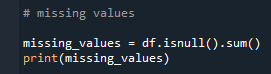 # missing values
missing_values = df.isnull().sum()
print(missing_values)